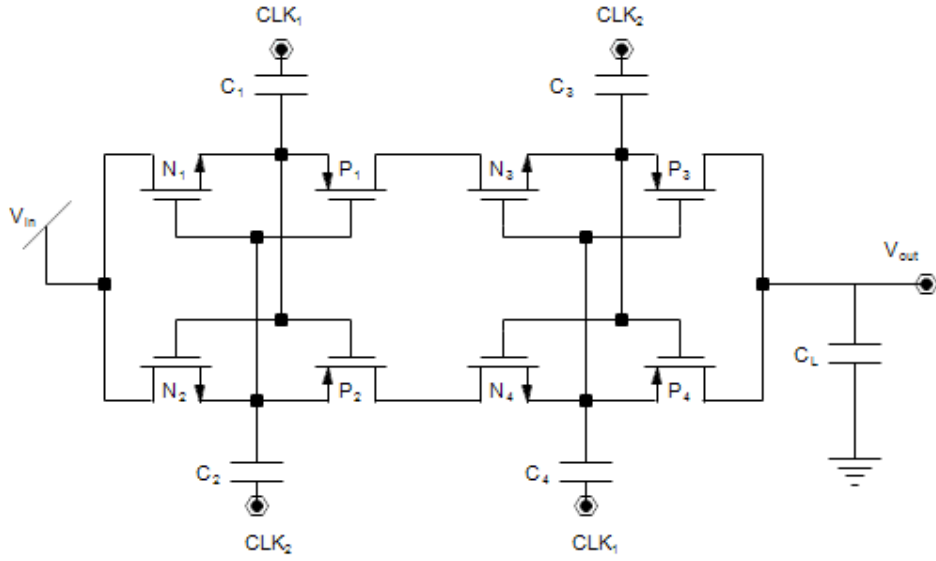 CLK₁
CLK₂
C₁
C₃
N₁
P₁
N₃
P₃
Vin
Vout
N₂
P₂
N₄
P₄
CL
C₂
C₄
CLK₂
CLK₁